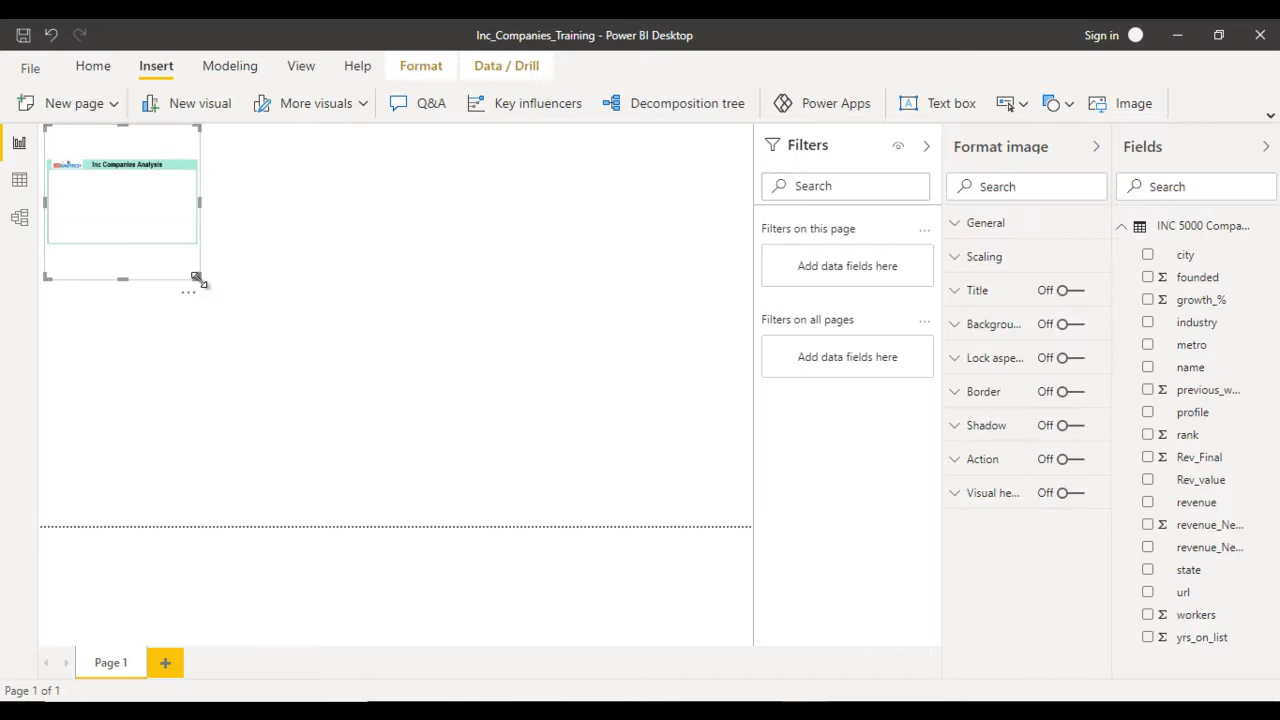 Inc_Companies_Training - Power BI Desktop
Sign in
File
Home
Insert
Modeling
View
Help
Format
Data / Drill
New page
New visual
More visuals
Q&A
Key influencers
Decomposition tree
Power Apps
Text box
Image
Inc Companies Analysis
Filters
Search
Filters on this page
...
Add data fields here
Filters on all pages
...
Add data fields here
Format image
Search
General
Scaling
Title Off
Backgrou... Off
Lock aspe... Off
Border Off
Shadow Off
Action Off
Visual he... Off
Fields
Search
INC 5000 Compa...
city
Σ founded
Σ growth_%
industry
metro
name
Σ previous_w...
profile
Σ rank
Σ Rev_Final
Rev_value
revenue
Σ revenue_Ne...
revenue_Ne...
state
url
Σ workers
Σ yrs_on_list
Page 1
Page 1 of 1